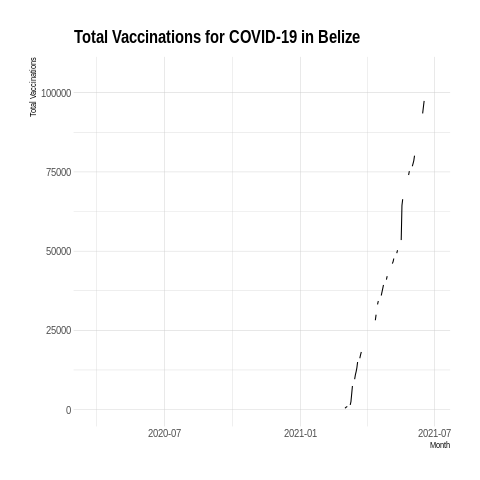 Total Vaccinations for COVID-19 in Belize
Total Vaccinations
100000
75000
50000
25000
0
2020-07 2021-01 2021-07
Month